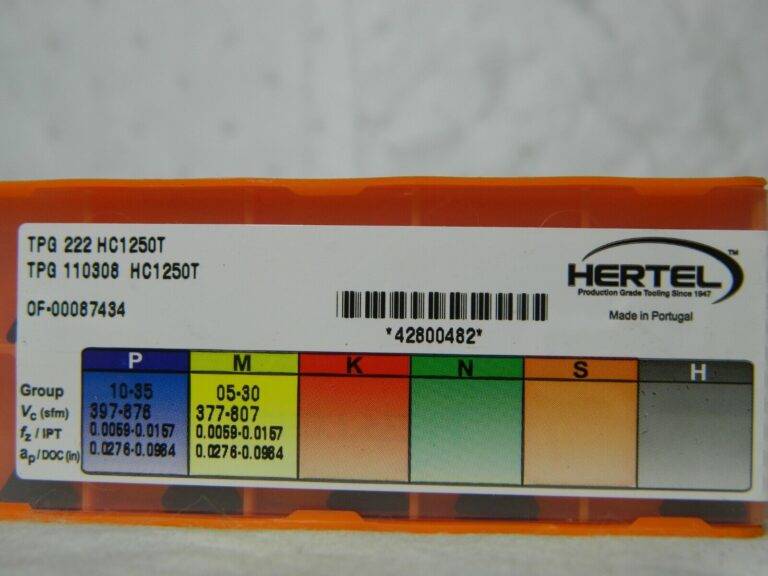 TPG 222 HC1250T
TPG 110308 HC1250T
OF-00087434
HERTEL™
Production Grade Tooling Since 1947
Made in Portugal
*42800482*
P M K N S H
Group 10-35 05-30
Vc (sfm) 397-876 377-807
fz / IPT 0.0059-0.0157 0.0059-0.0157
ap/DOC (in) 0.0276-0.0984 0.0276-0.0984